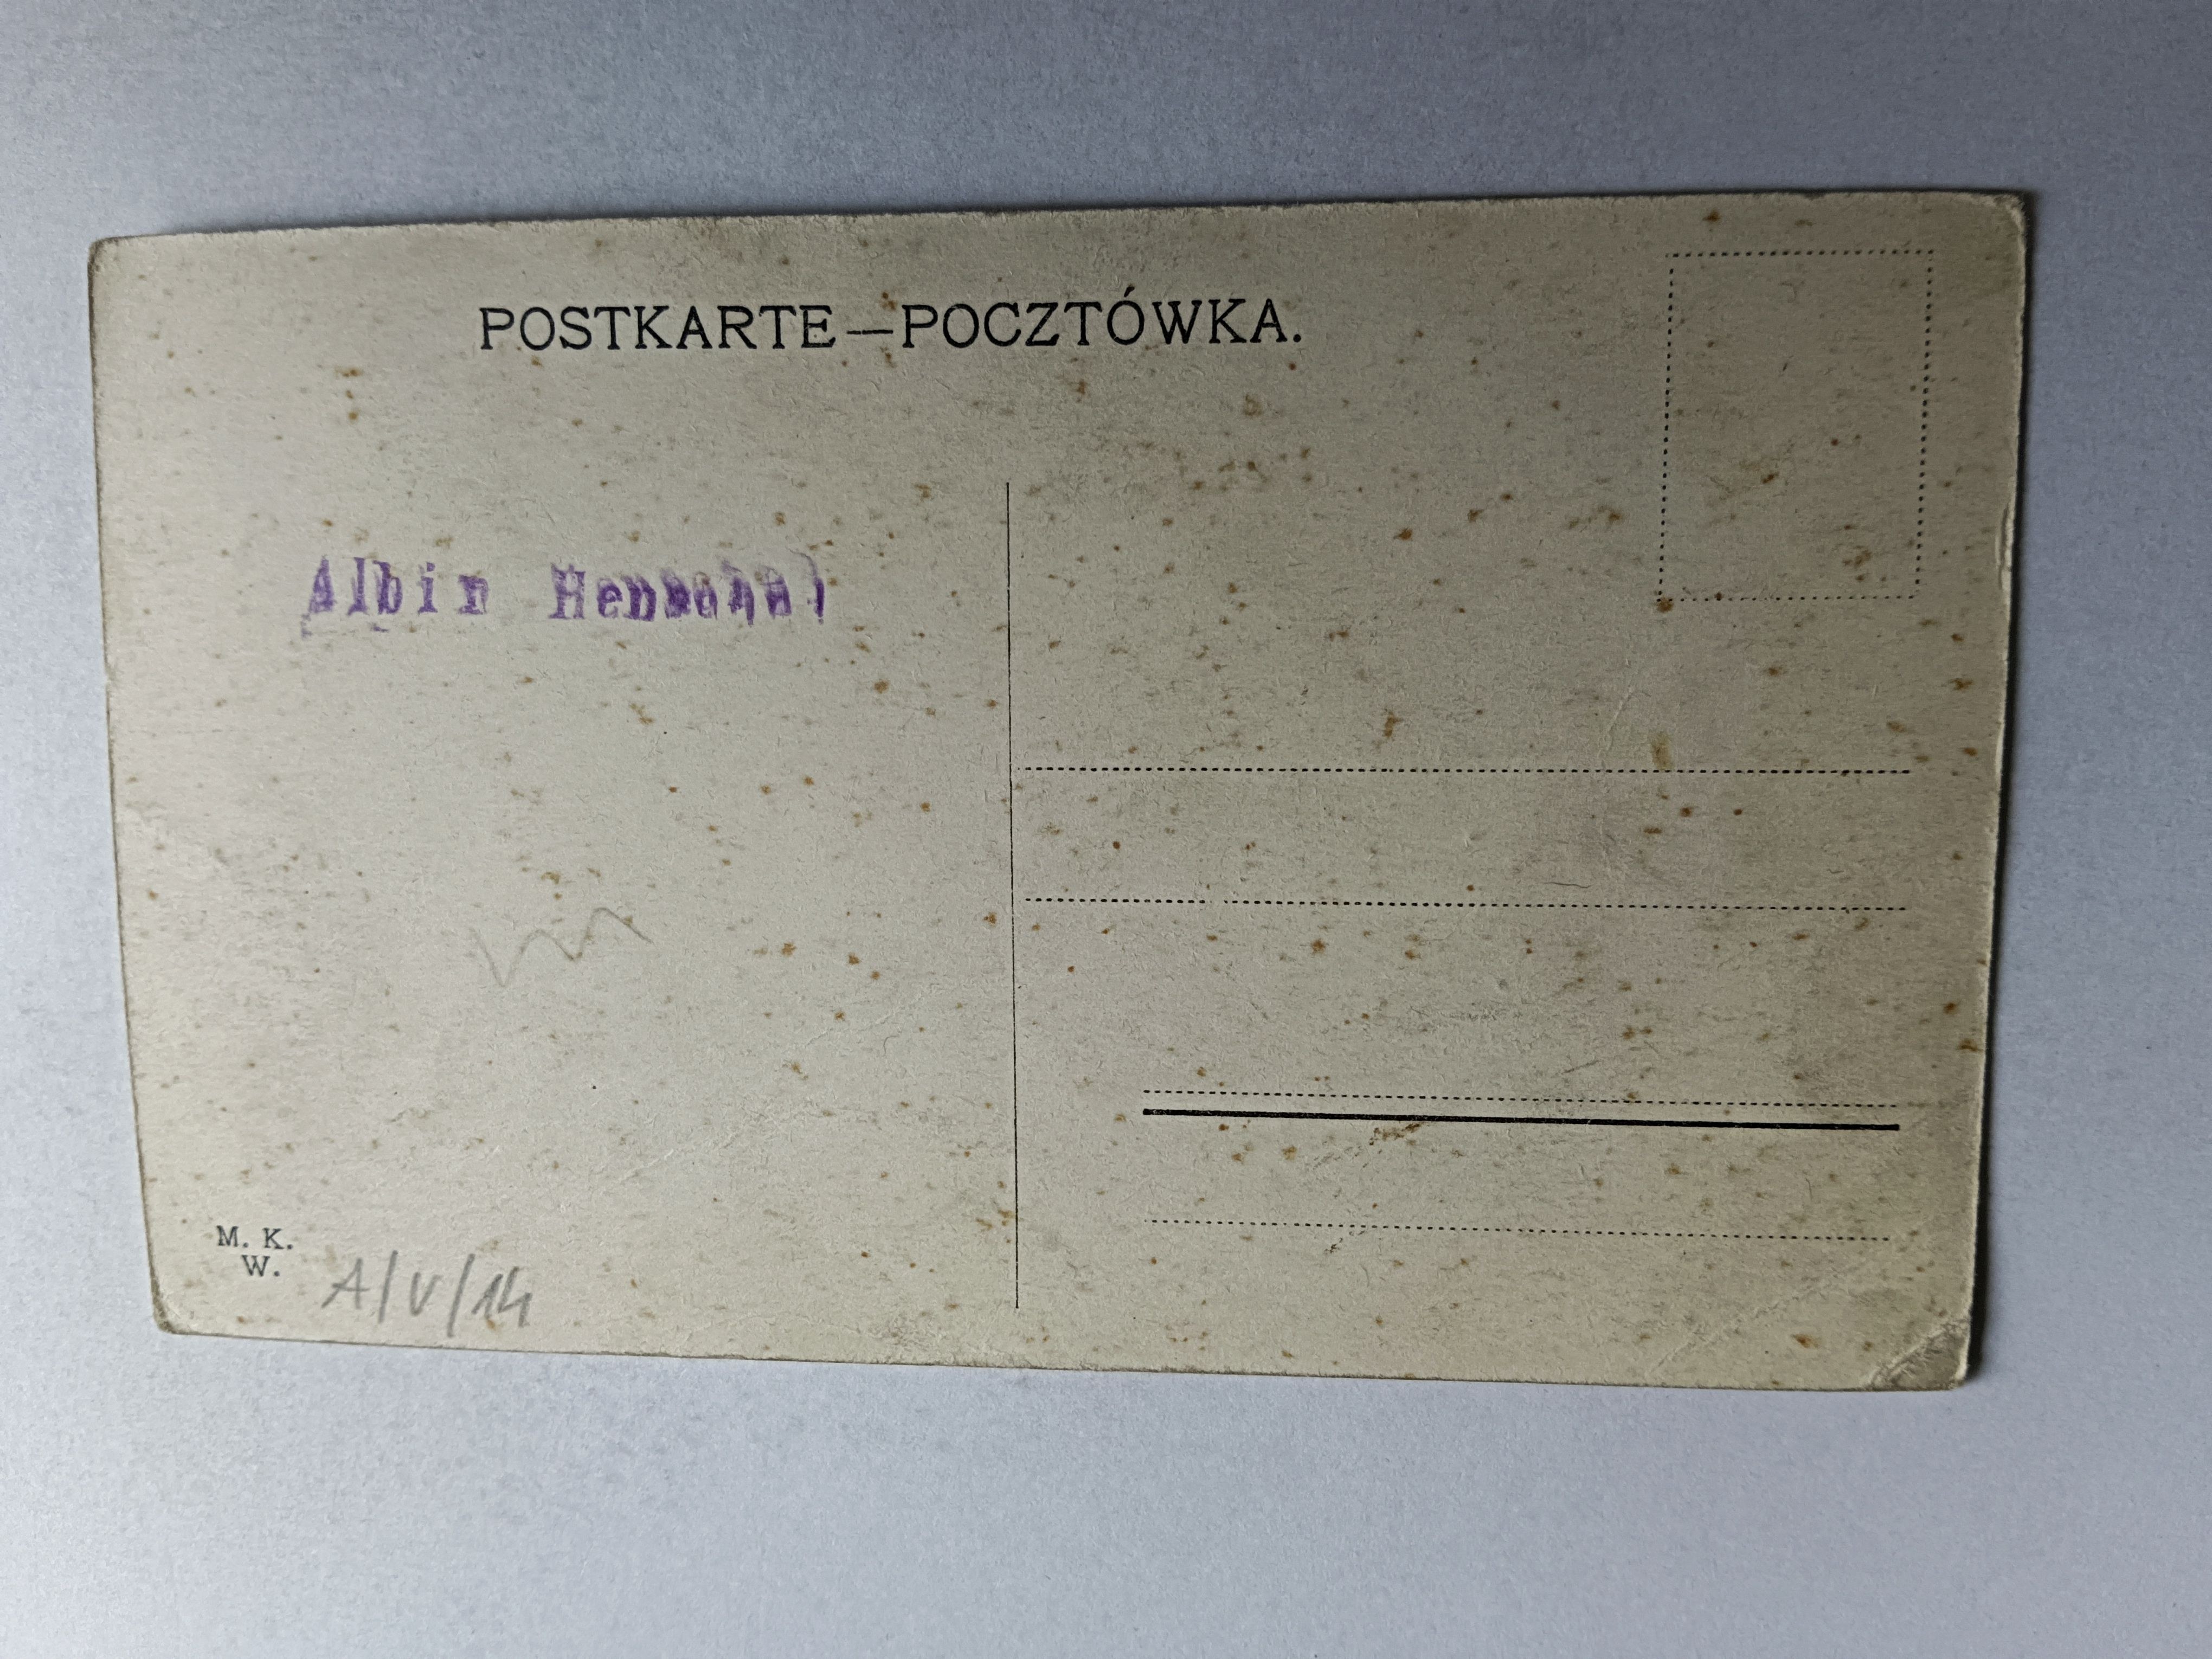 POSTKARTE—POCZTÓWKA.
Albin
M. K.
W.
A/V/14